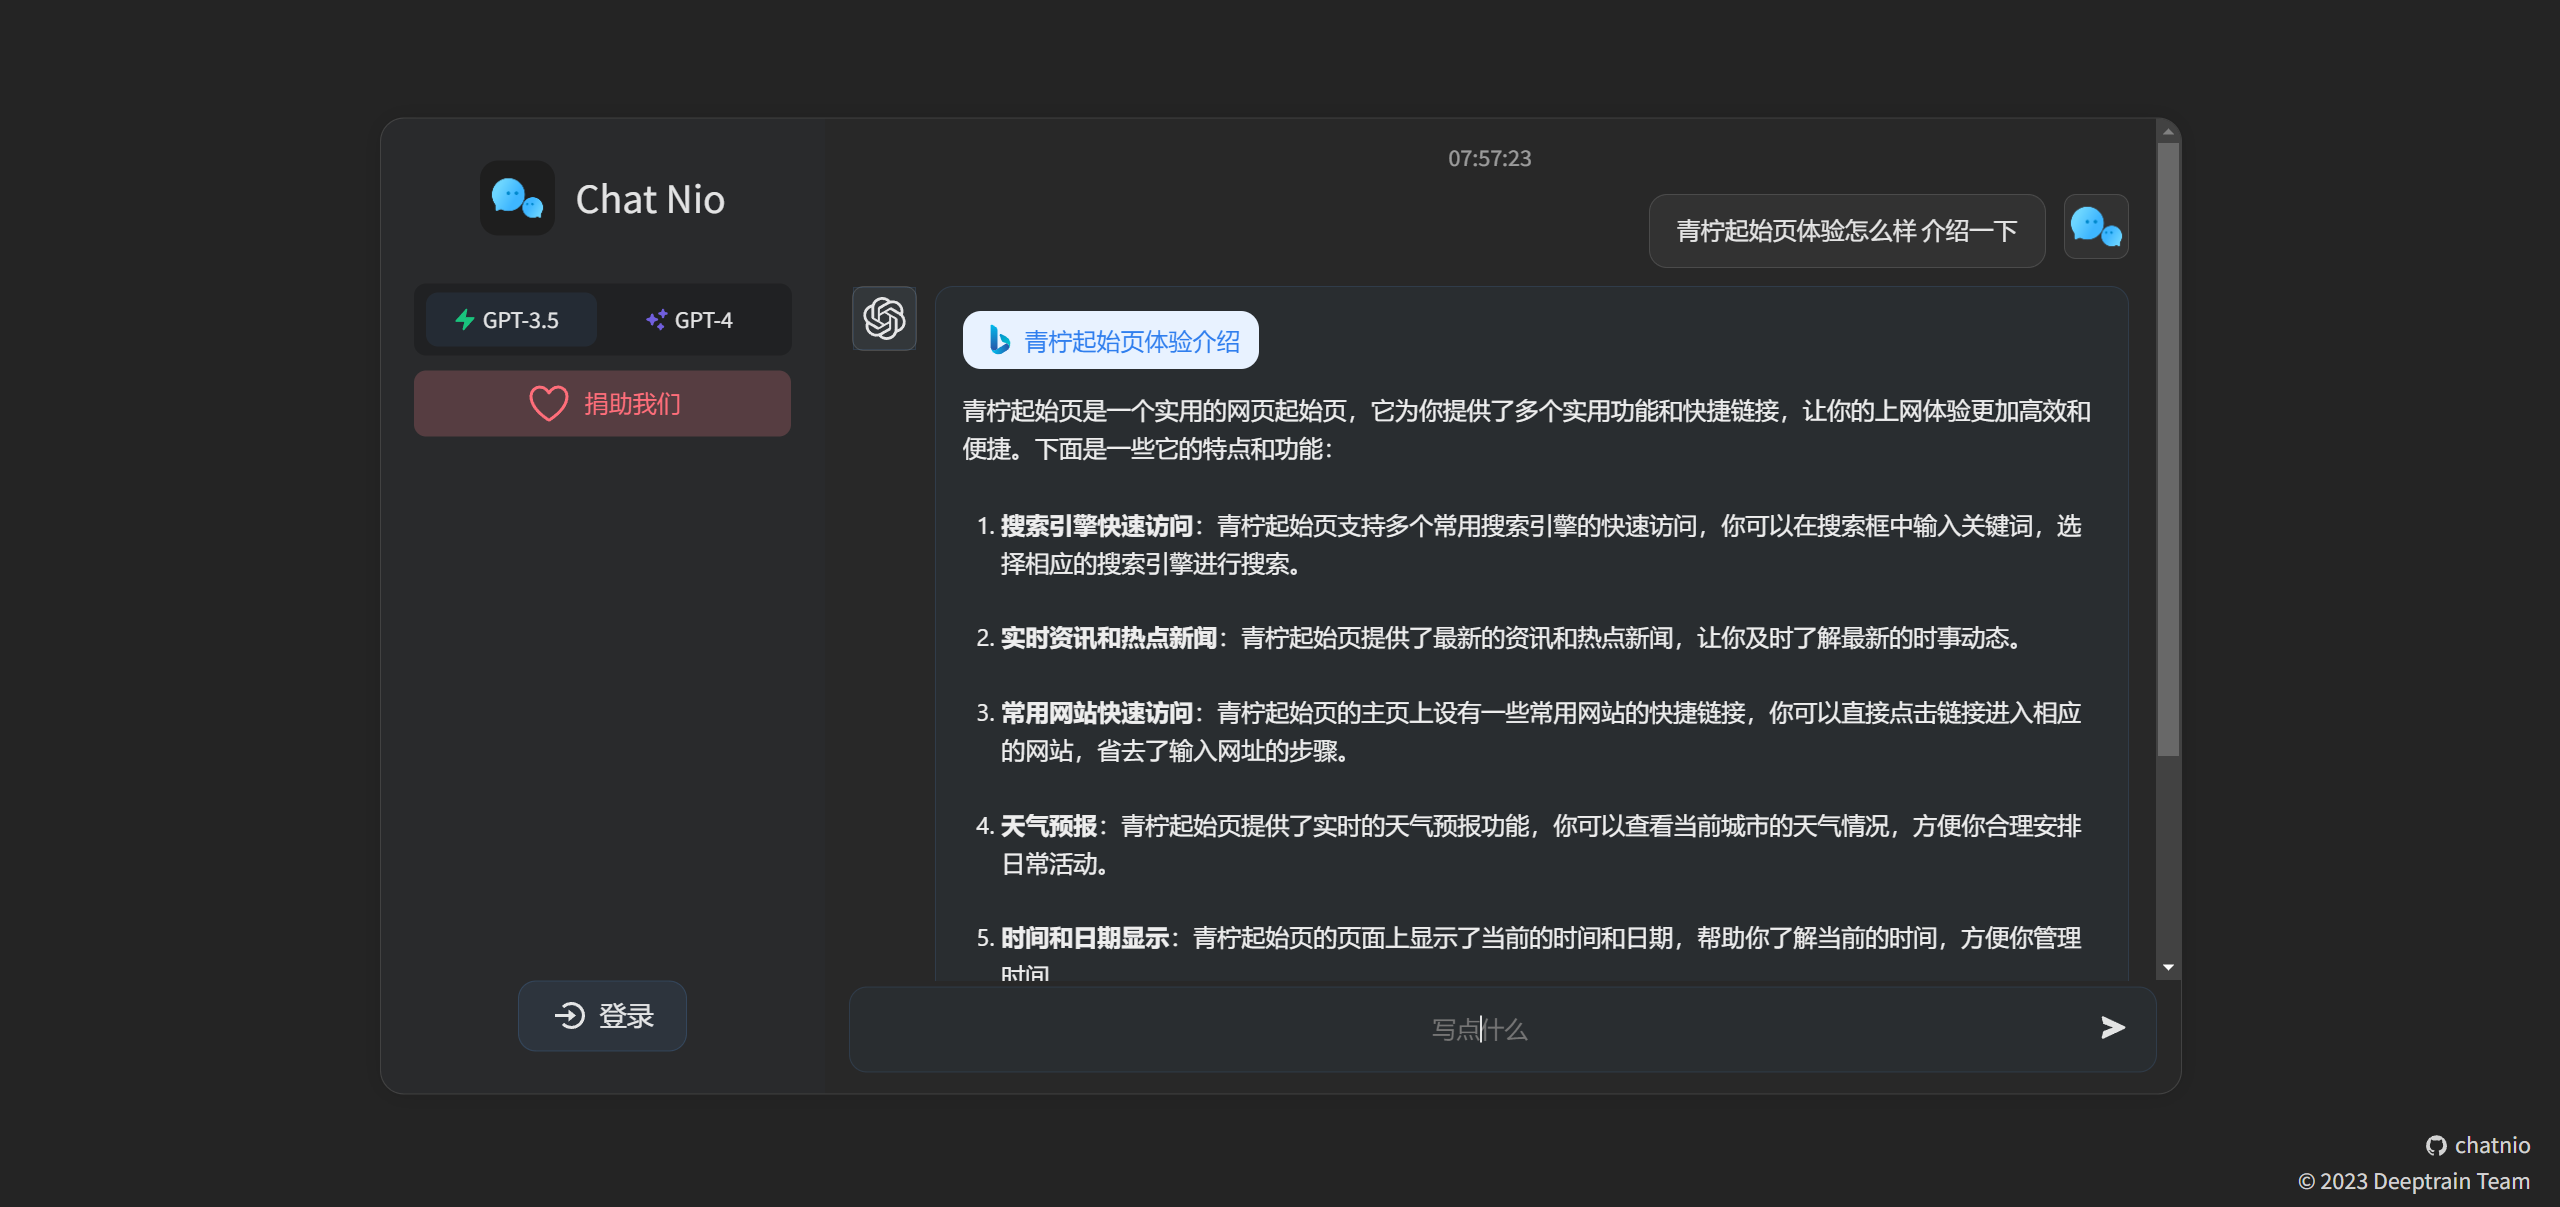 Chat Nio
GPT-3.5
GPT-4
捐助我们
登录
07:57:23
青柠起始页体验怎么样 介绍一下
青柠起始页体验介绍
青柠起始页是一个实用的网页起始页，它为你提供了多个实用功能和快捷链接，让你的上网体验更加高效和
便捷。下面是一些它的特点和功能：
1. 搜索引擎快速访问：青柠起始页支持多个常用搜索引擎的快速访问，你可以在搜索框中输入关键词，选
择相应的搜索引擎进行搜索。
2. 实时资讯和热点新闻：青柠起始页提供了最新的资讯和热点新闻，让你及时了解最新的时事动态。
3. 常用网站快速访问：青柠起始页的主页上设有一些常用网站的快捷链接，你可以直接点击链接进入相应
的网站，省去了输入网址的步骤。
4. 天气预报：青柠起始页提供了实时的天气预报功能，你可以查看当前城市的天气情况，方便你合理安排
日常活动。
5. 时间和日期显示：青柠起始页的页面上显示了当前的时间和日期，帮助你了解当前的时间，方便你管理
时间
写点什么
chatnio
© 2023 Deeptrain Team